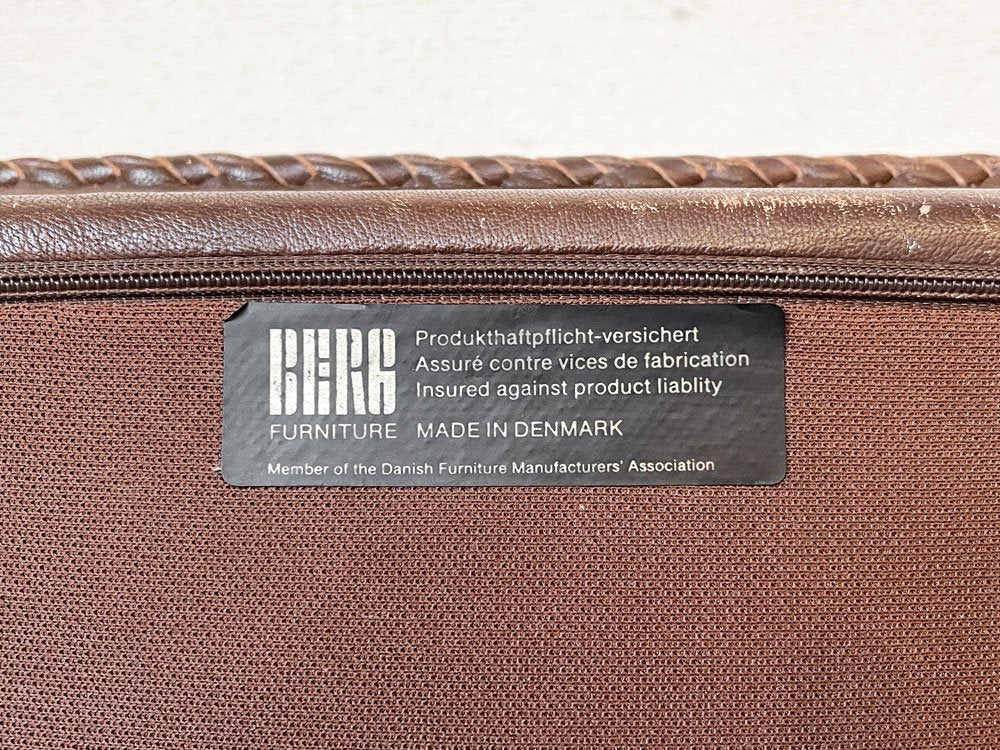 BERG
FURNITURE
Produkthaftpflicht-versichert
Assuré contre vices de fabrication
Insured against product liablity
MADE IN DENMARK
Member of the Danish Furniture Manufacturers' Association